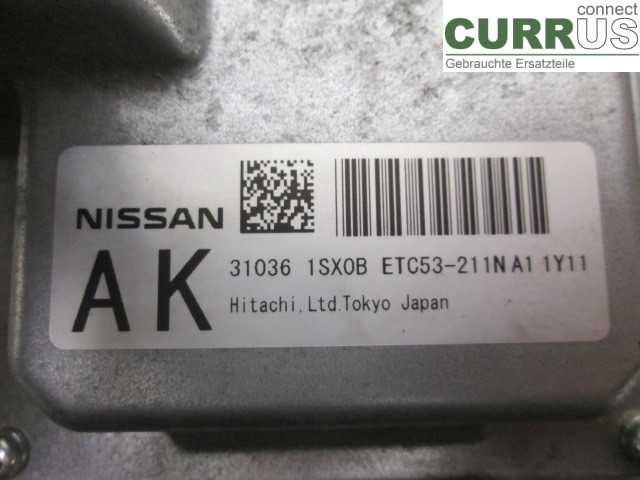 connect
CURRUS
Gebrauchte Ersatzteile
NISSAN
AK
31036 1SX0B ETC53-211N A1 1Y11
Hitachi,Ltd.Tokyo Japan